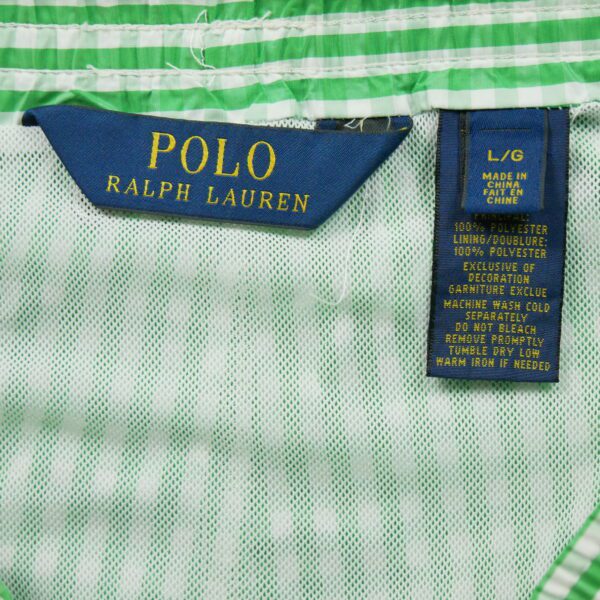 POLO
RALPH LAUREN
L/G
MADE IN
CHINA
FAIT EN
CHINE
PRINCIPAL:
100% POLYESTER
LINING/DOUBLURE:
100% POLYESTER
EXCLUSIVE OF
DECORATION
GARNITURE EXCLUE
MACHINE WASH COLD
SEPARATELY
DO NOT BLEACH
REMOVE PROMPTLY
TUMBLE DRY LOW
WARM IRON IF NEEDED